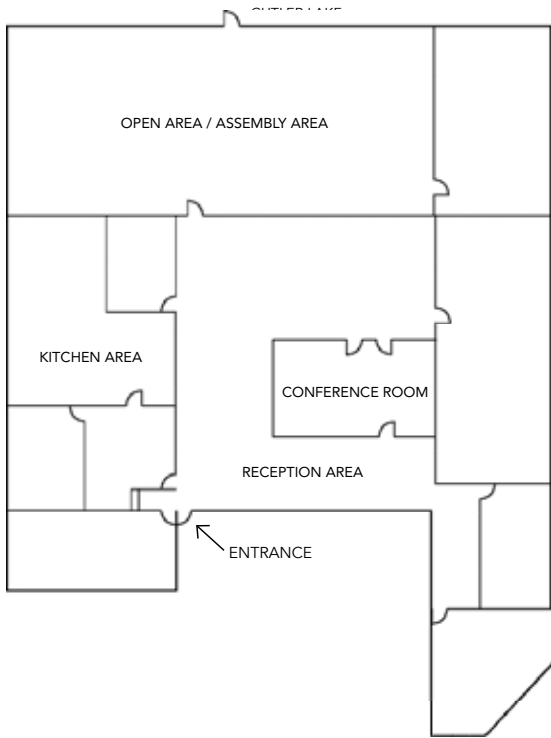 OPEN AREA / ASSEMBLY AREA
KITCHEN AREA
CONFERENCE ROOM
RECEPTION AREA
ENTRANCE